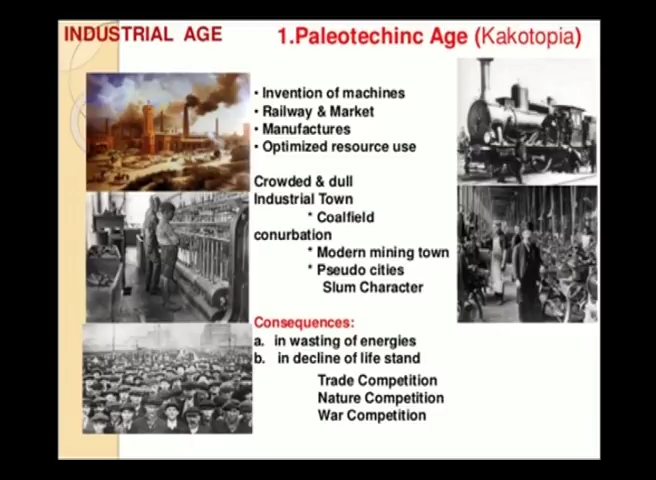 INDUSTRIAL AGE
1.Paleotechinc Age (Kakotopia)
• Invention of machines
• Railway & Market
• Manufactures
• Optimized resource use
Crowded & dull
Industrial Town
* Coalfield
conurbation
* Modern mining town
* Pseudo cities
Slum Character
Consequences:
a. in wasting of energies
b. in decline of life stand
Trade Competition
Nature Competition
War Competition